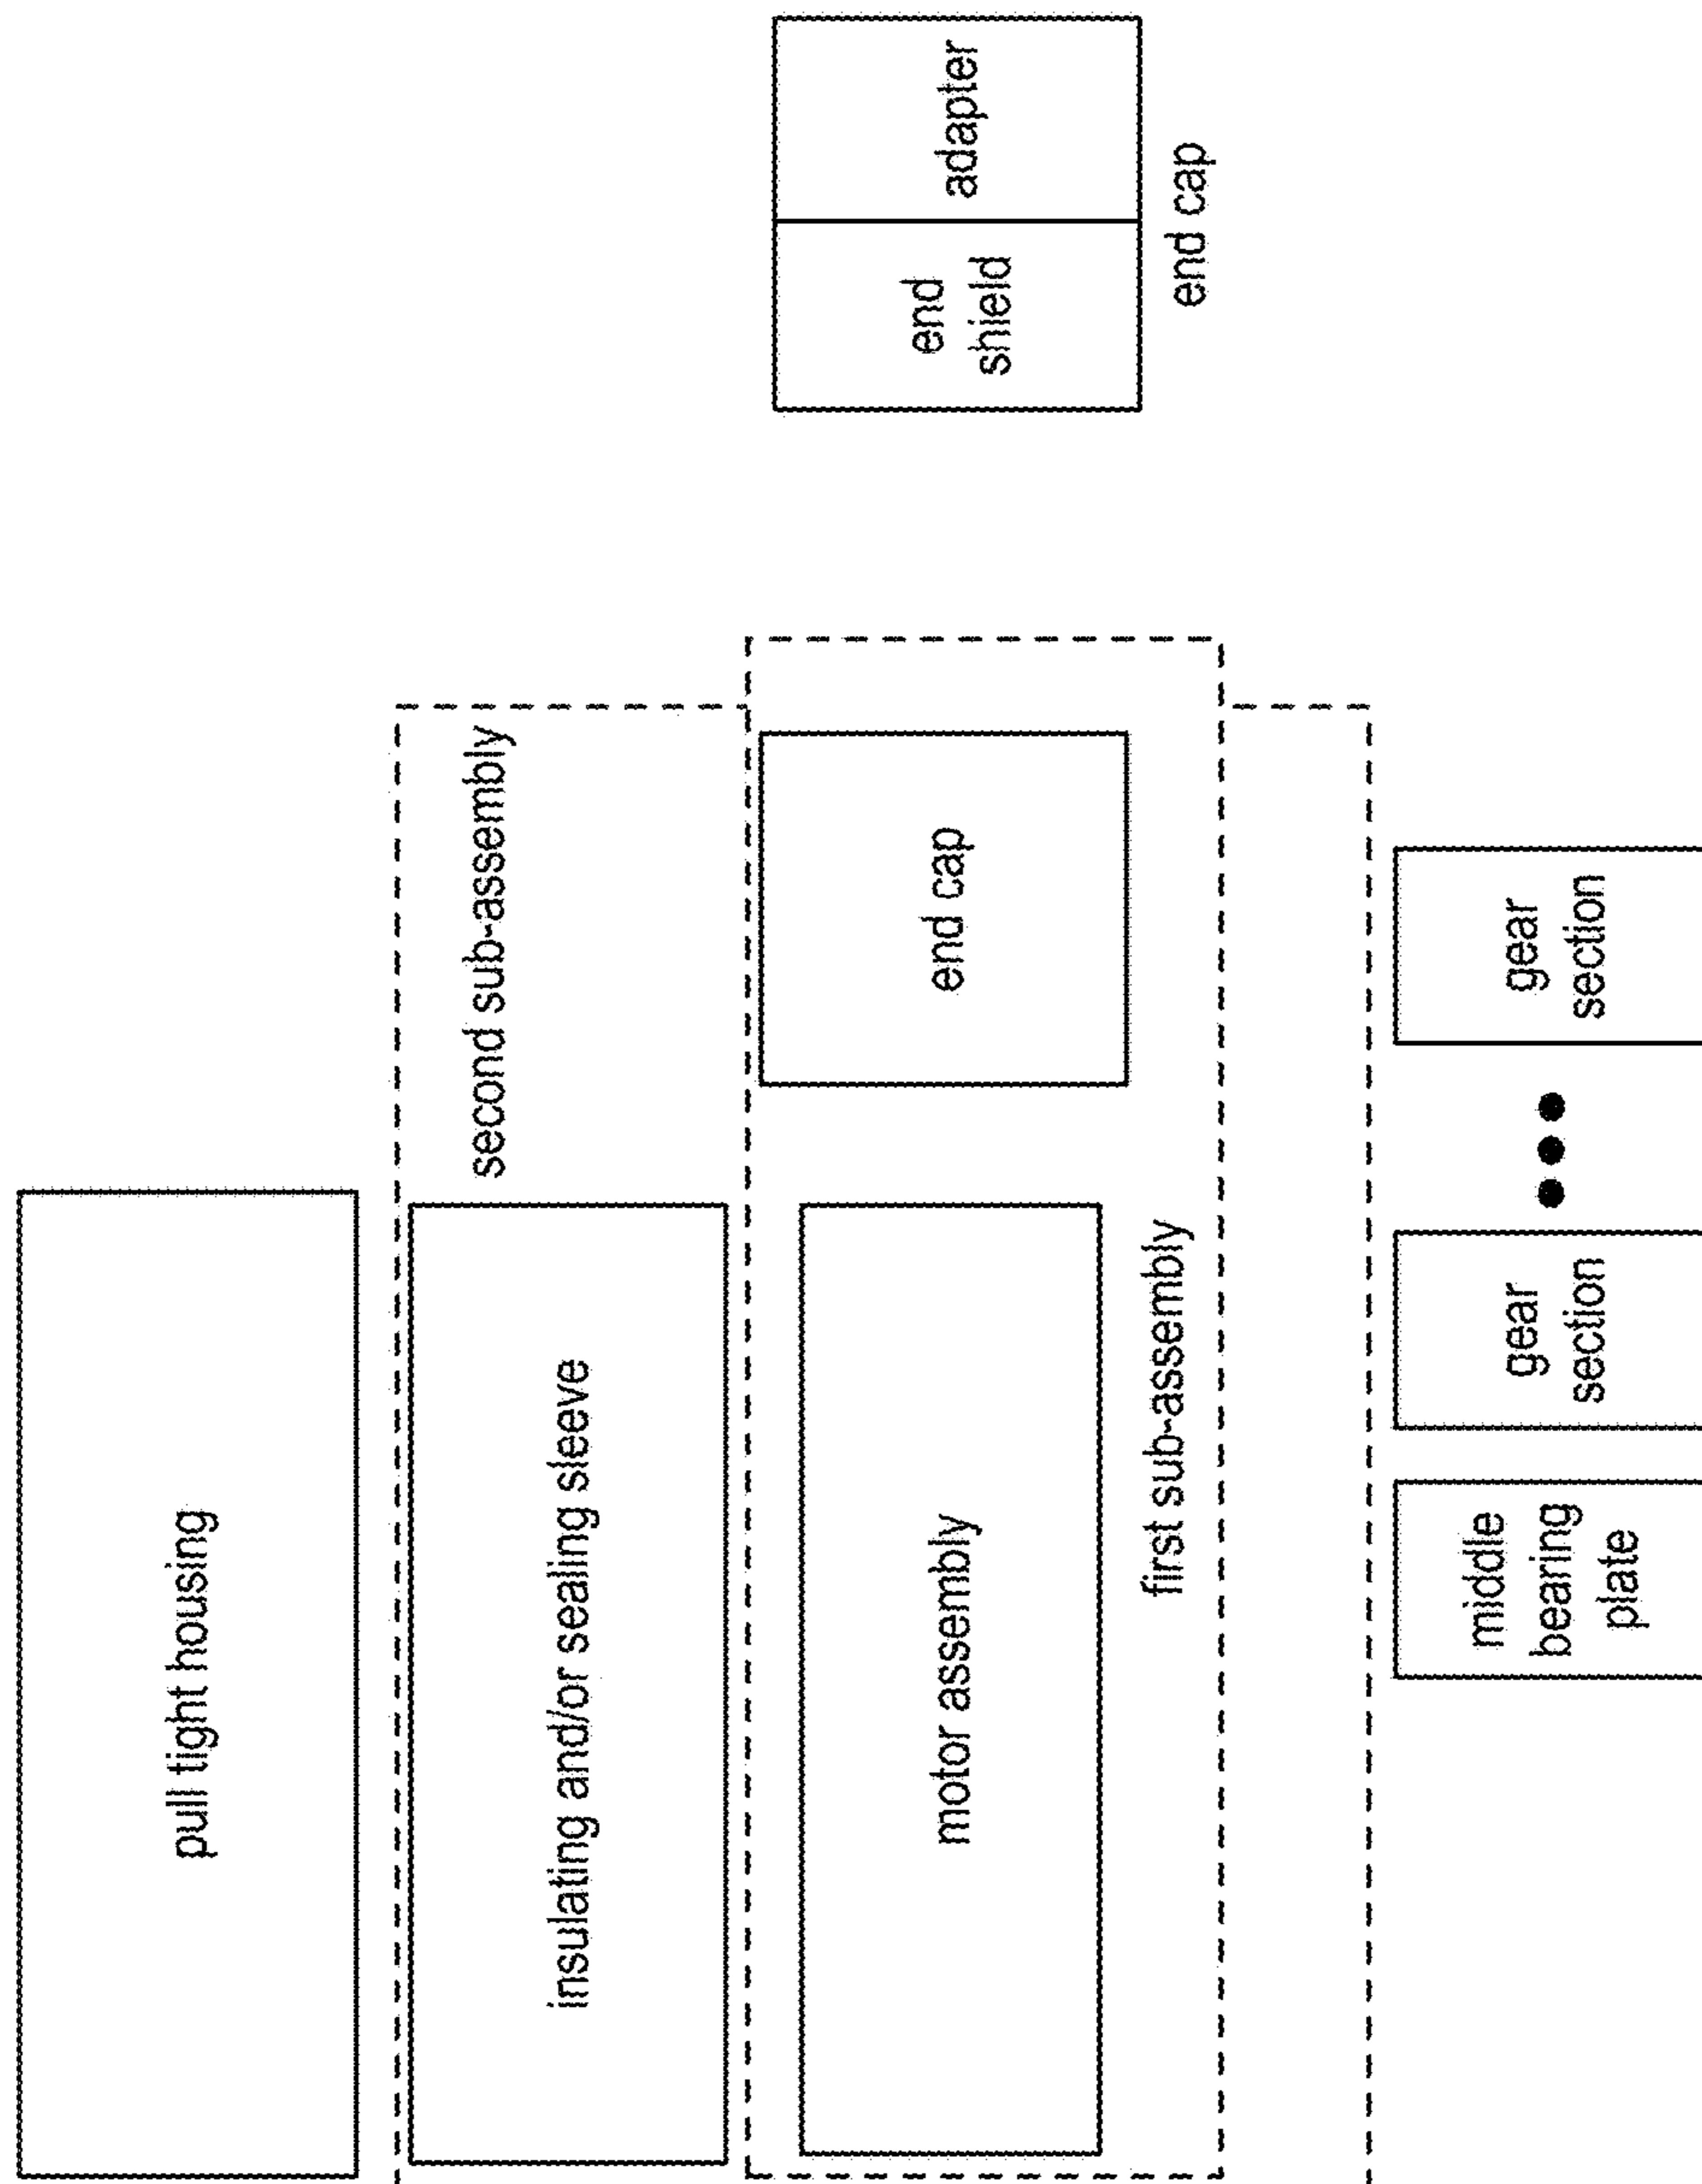 pull tight housing
second sub-assembly
insulating and/or sealing sleeve
motor assembly
end cap
first sub-assembly
end
shield
adapter
end cap
middle
bearing
plate
gear
section
gear
section